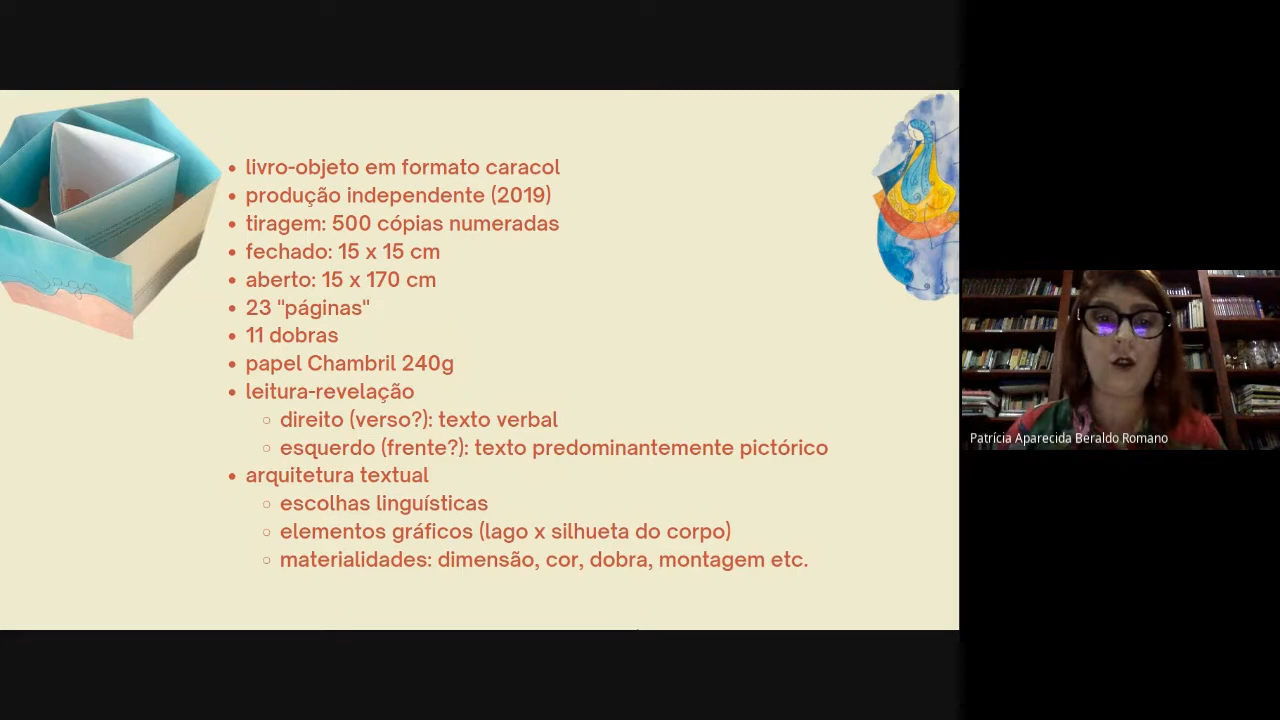 livro-objeto em formato caracol
produção independente (2019)
tiragem: 500 cópias numeradas
fechado: 15 x 15 cm
aberto: 15 x 170 cm
23 "páginas"
11 dobras
papel Chambril 240g
leitura-revelação
direito (verso?): texto verbal
esquerdo (frente?): texto predominantemente pictórico
arquitetura textual
escolhas linguísticas
elementos gráficos (lago x silhueta do corpo)
materialidades: dimensão, cor, dobra, montagem etc.
Patrícia Aparecida Beraldo Romano